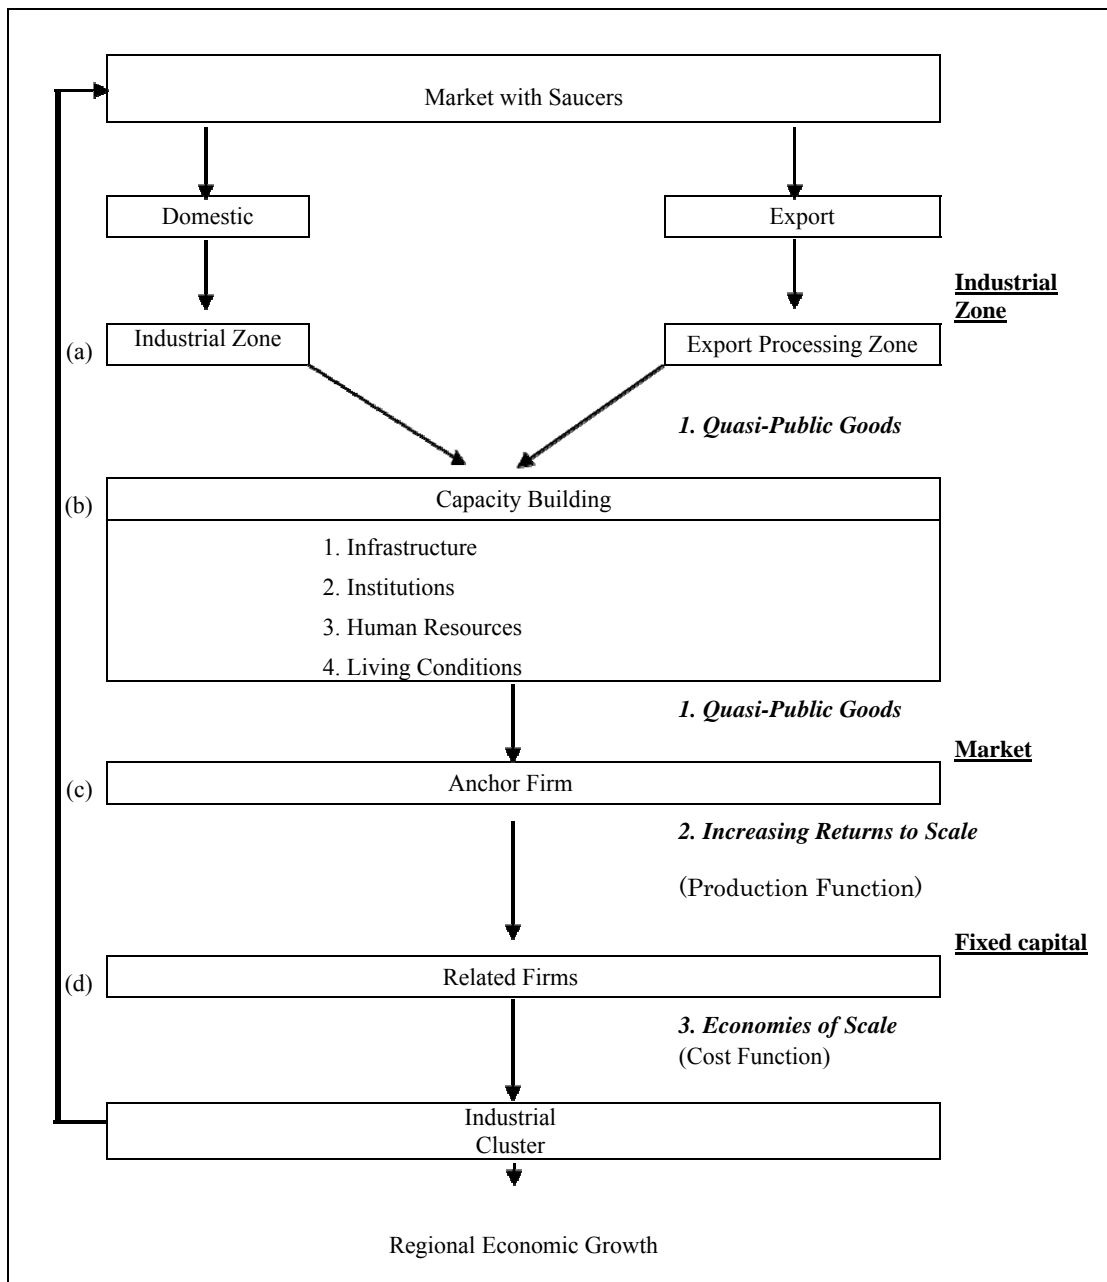 Market with Saucers
Domestic
Export
Industrial
Zone
(a)
Industrial Zone
Export Processing Zone
1. Quasi-Public Goods
(b)
Capacity Building
1. Infrastructure
2. Institutions
3. Human Resources
4. Living Conditions
1. Quasi-Public Goods
Market
(c)
Anchor Firm
2. Increasing Returns to Scale
(Production Function)
Fixed capital
(d)
Related Firms
3. Economies of Scale
(Cost Function)
Industrial
Cluster
Regional Economic Growth